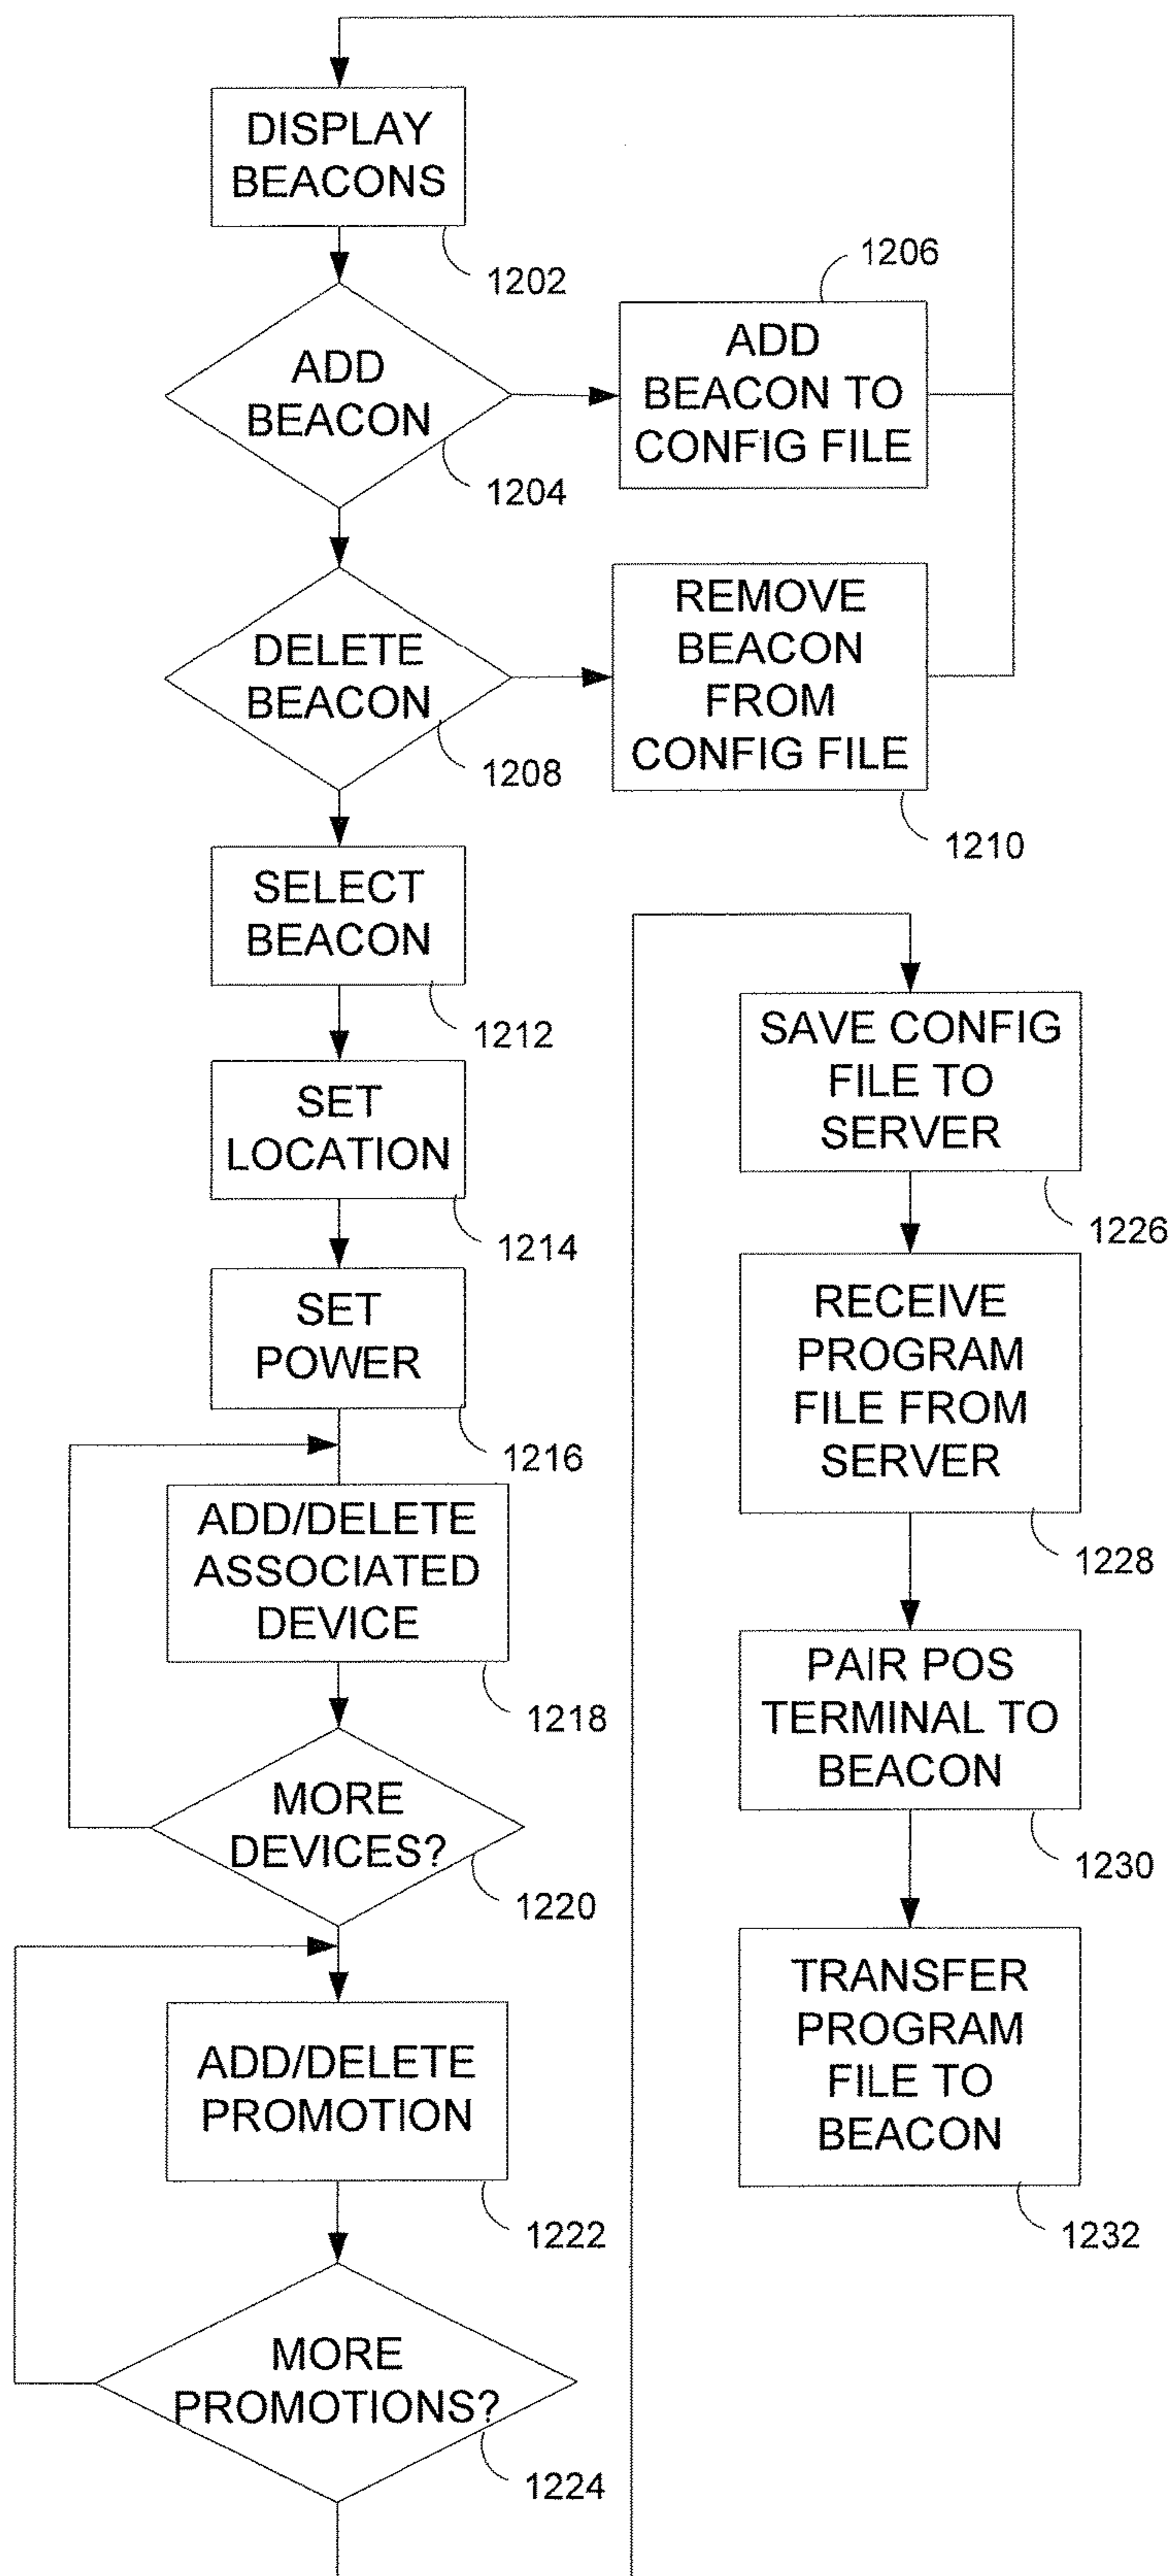 DISPLAY
BEACONS
1202
ADD
BEACON
1204
1206
ADD
BEACON TO
CONFIG FILE
DELETE
BEACON
1208
REMOVE
BEACON
FROM
CONFIG FILE
1210
SELECT
BEACON
1212
SET
LOCATION
1214
SET
POWER
1216
ADD/DELETE
ASSOCIATED
DEVICE
1218
MORE
DEVICES?
1220
ADD/DELETE
PROMOTION
1222
MORE
PROMOTIONS?
1224
SAVE CONFIG
FILE TO
SERVER
1226
RECEIVE
PROGRAM
FILE FROM
SERVER
1228
PAIR POS
TERMINAL TO
BEACON
1230
TRANSFER
PROGRAM
FILE TO
BEACON
1232